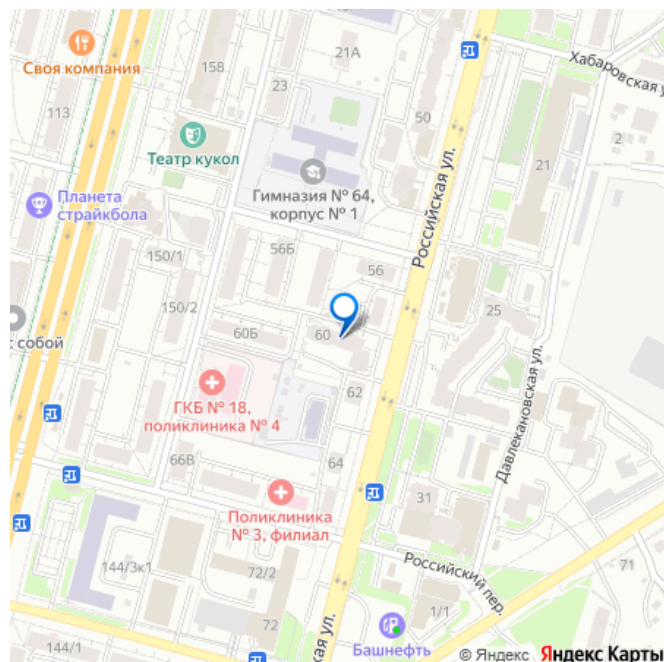 21А
Своя компания
158
Хабаровская у
113
23
50
2
Театр кукол
21
Российская ул.
Планета
страйкбола
Гимназия № 64,
корпус № 1
150/1
56Б
56
150/2
25
60Б
60
с собой
62
ГКБ № 18,
поликлиника № 4
Давлекановская ул.
66В
64
31
Поликлиника
№ 3, филиал
144/3к1
72/2
Российский пер.
71
1/1
72
кая ул.
Башнефть
144/1
© Яндекс Яндекс Карты